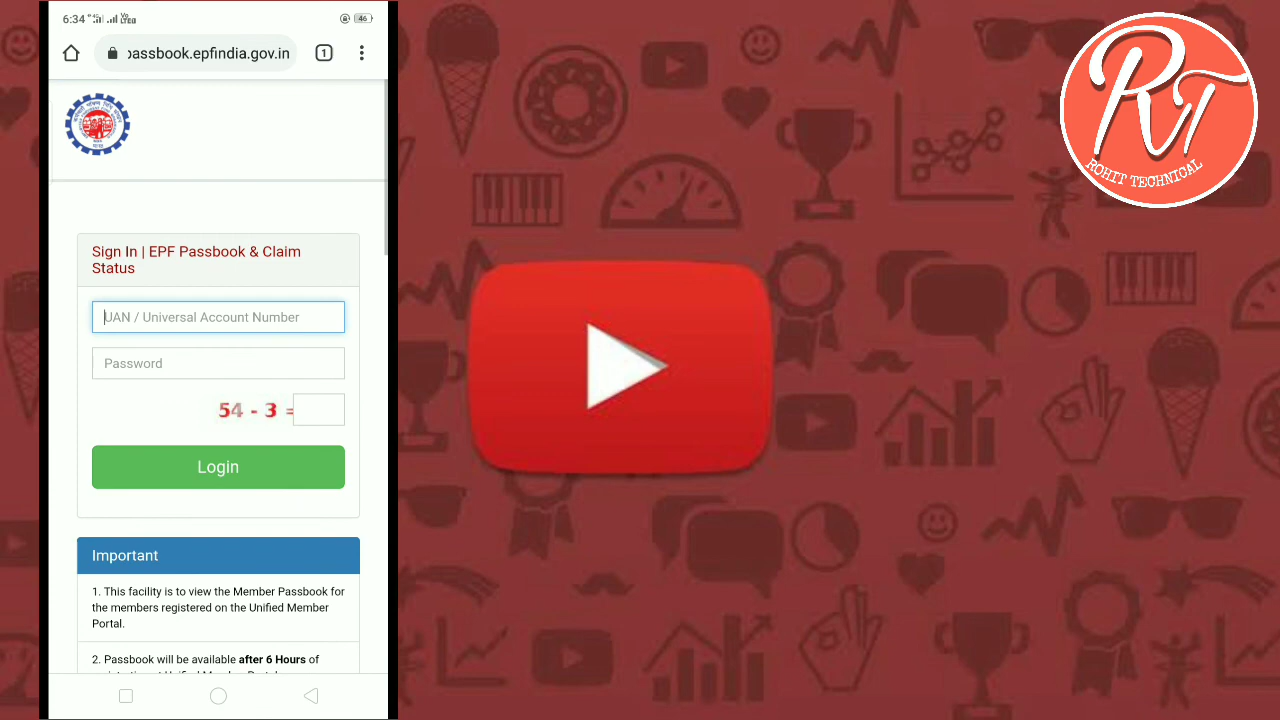 6:34
46
passbook.epfindia.gov.in
1
Sign In | EPF Passbook & Claim
Status
UAN / Universal Account Number
Password
54 - 3 =
Login
Important
1. This facility is to view the Member Passbook for
the members registered on the Unified Member
Portal.
2. Passbook will be available after 6 Hours of
RT
ROHIT TECHNICAL